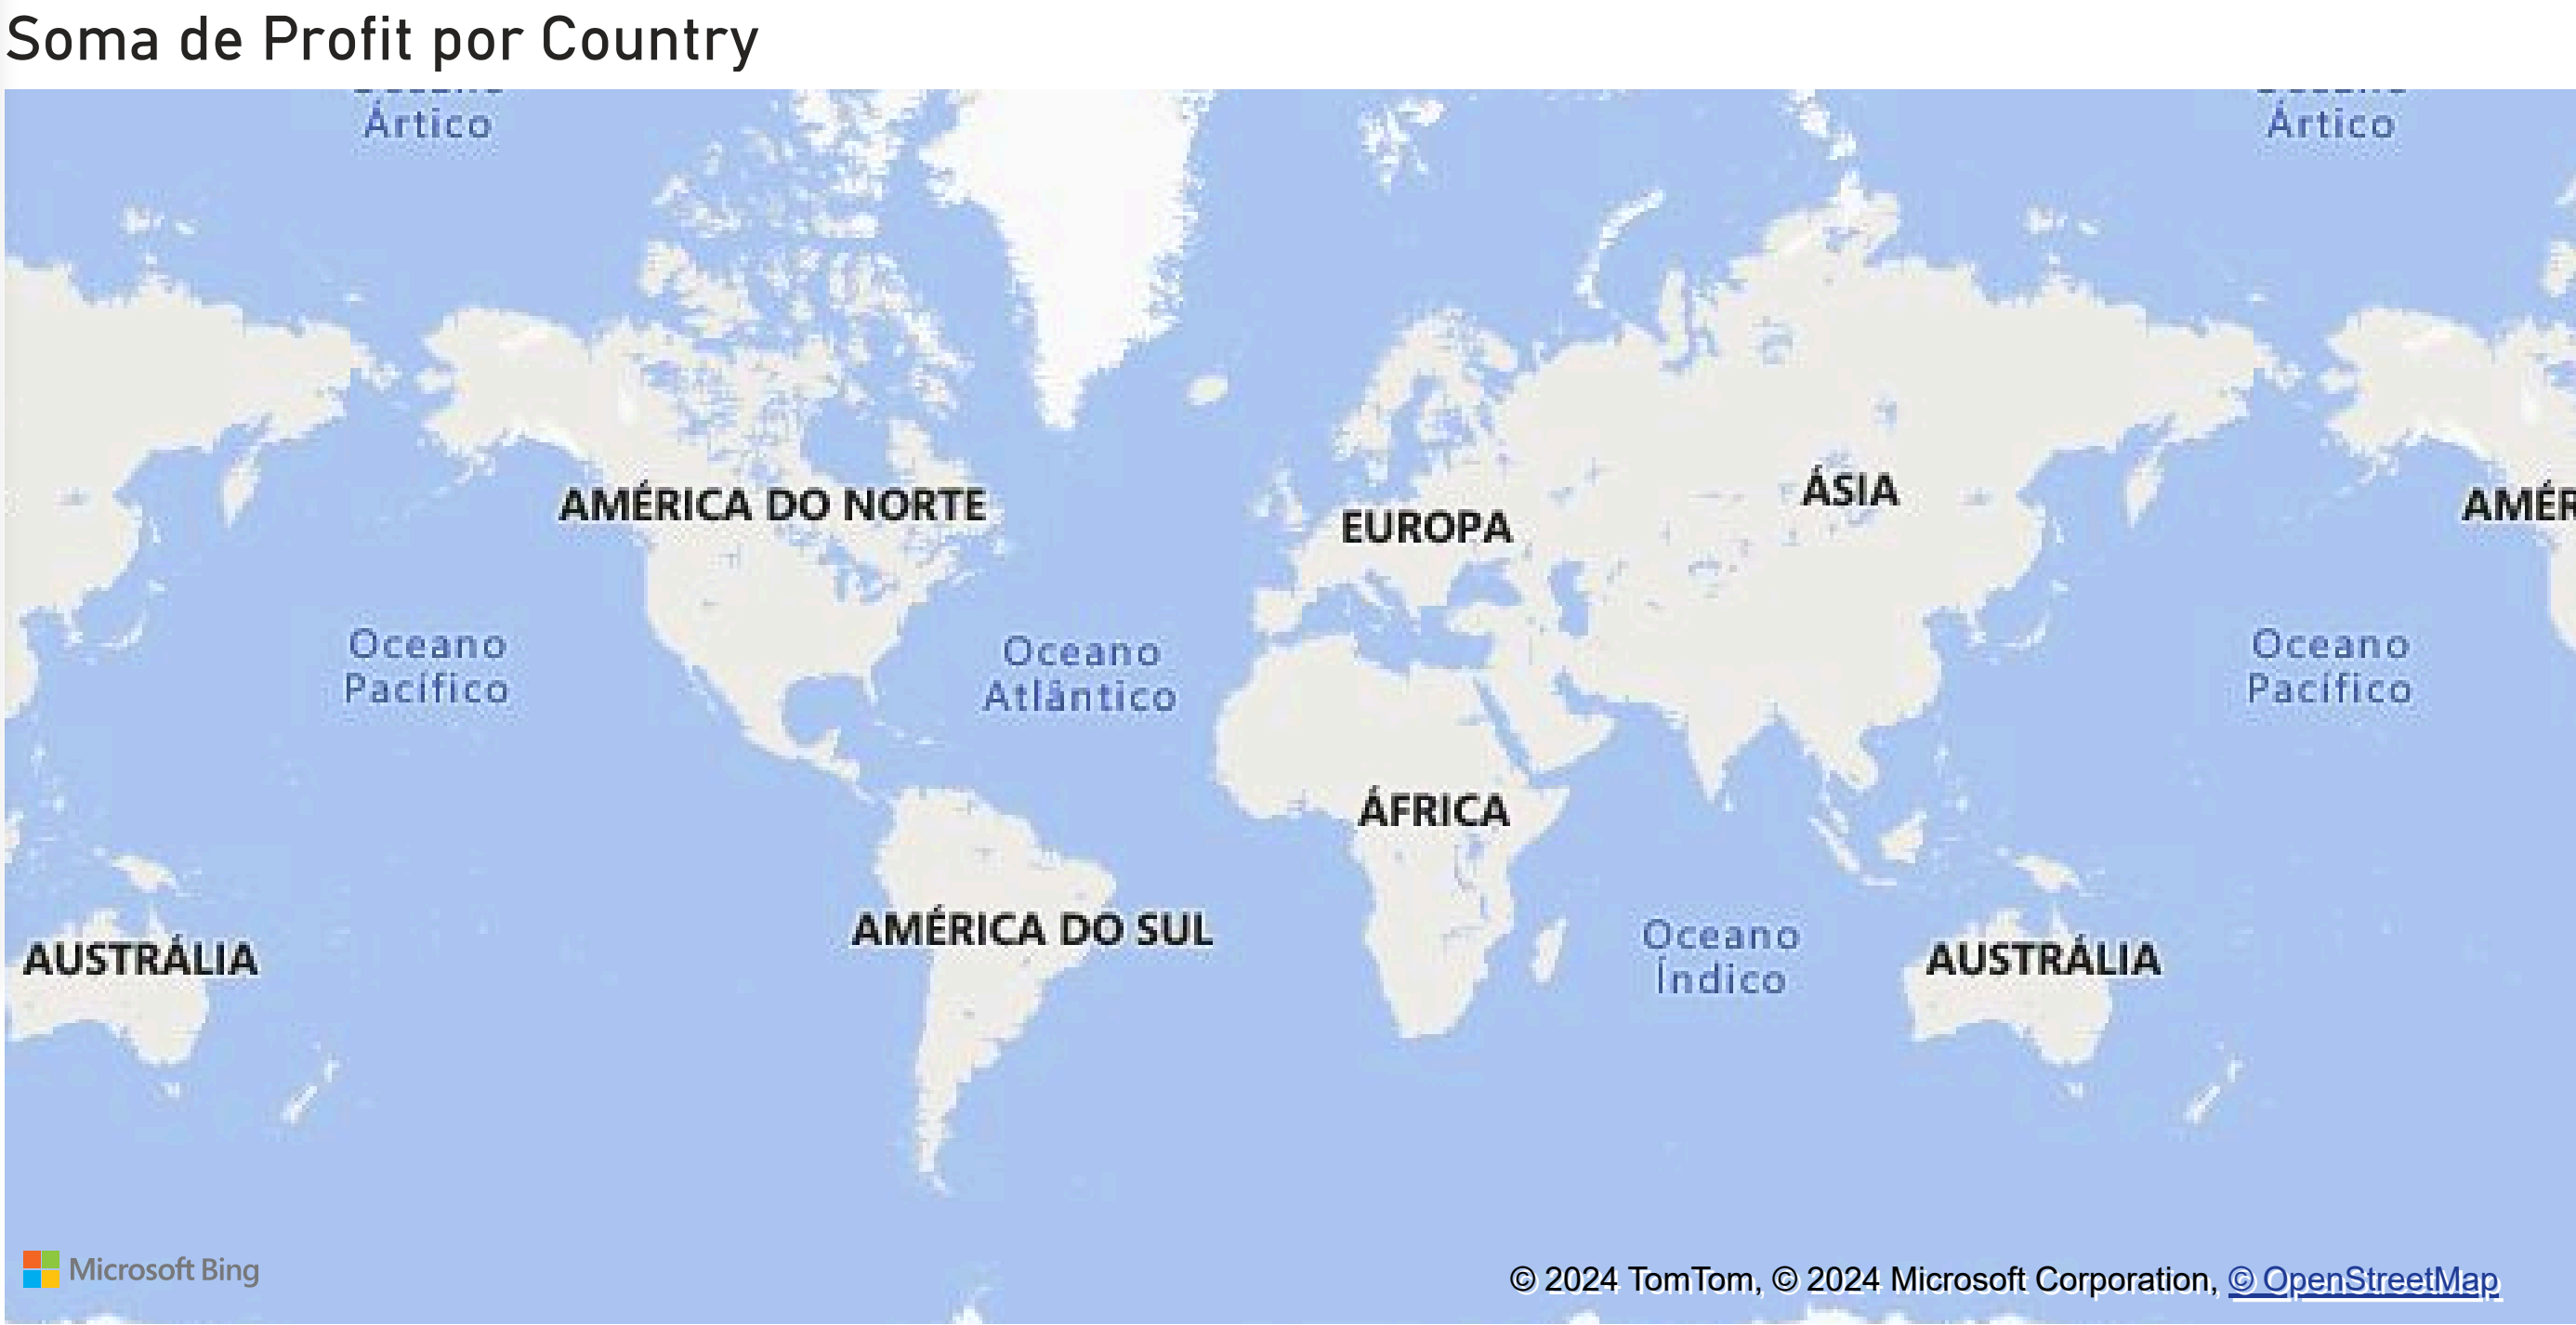 Soma de Profit por Country
Ártico
Ártico
AMÉRICA DO NORTE
EUROPA
ÁSIA
AMÉR
Oceano
Pacífico
Oceano
Atlântico
Oceano
Pacífico
ÁFRICA
AMÉRICA DO SUL
Oceano
Índico
AUSTRÁLIA
AUSTRÁLIA
Microsoft Bing
© 2024 TomTom, © 2024 Microsoft Corporation, © OpenStreetMap